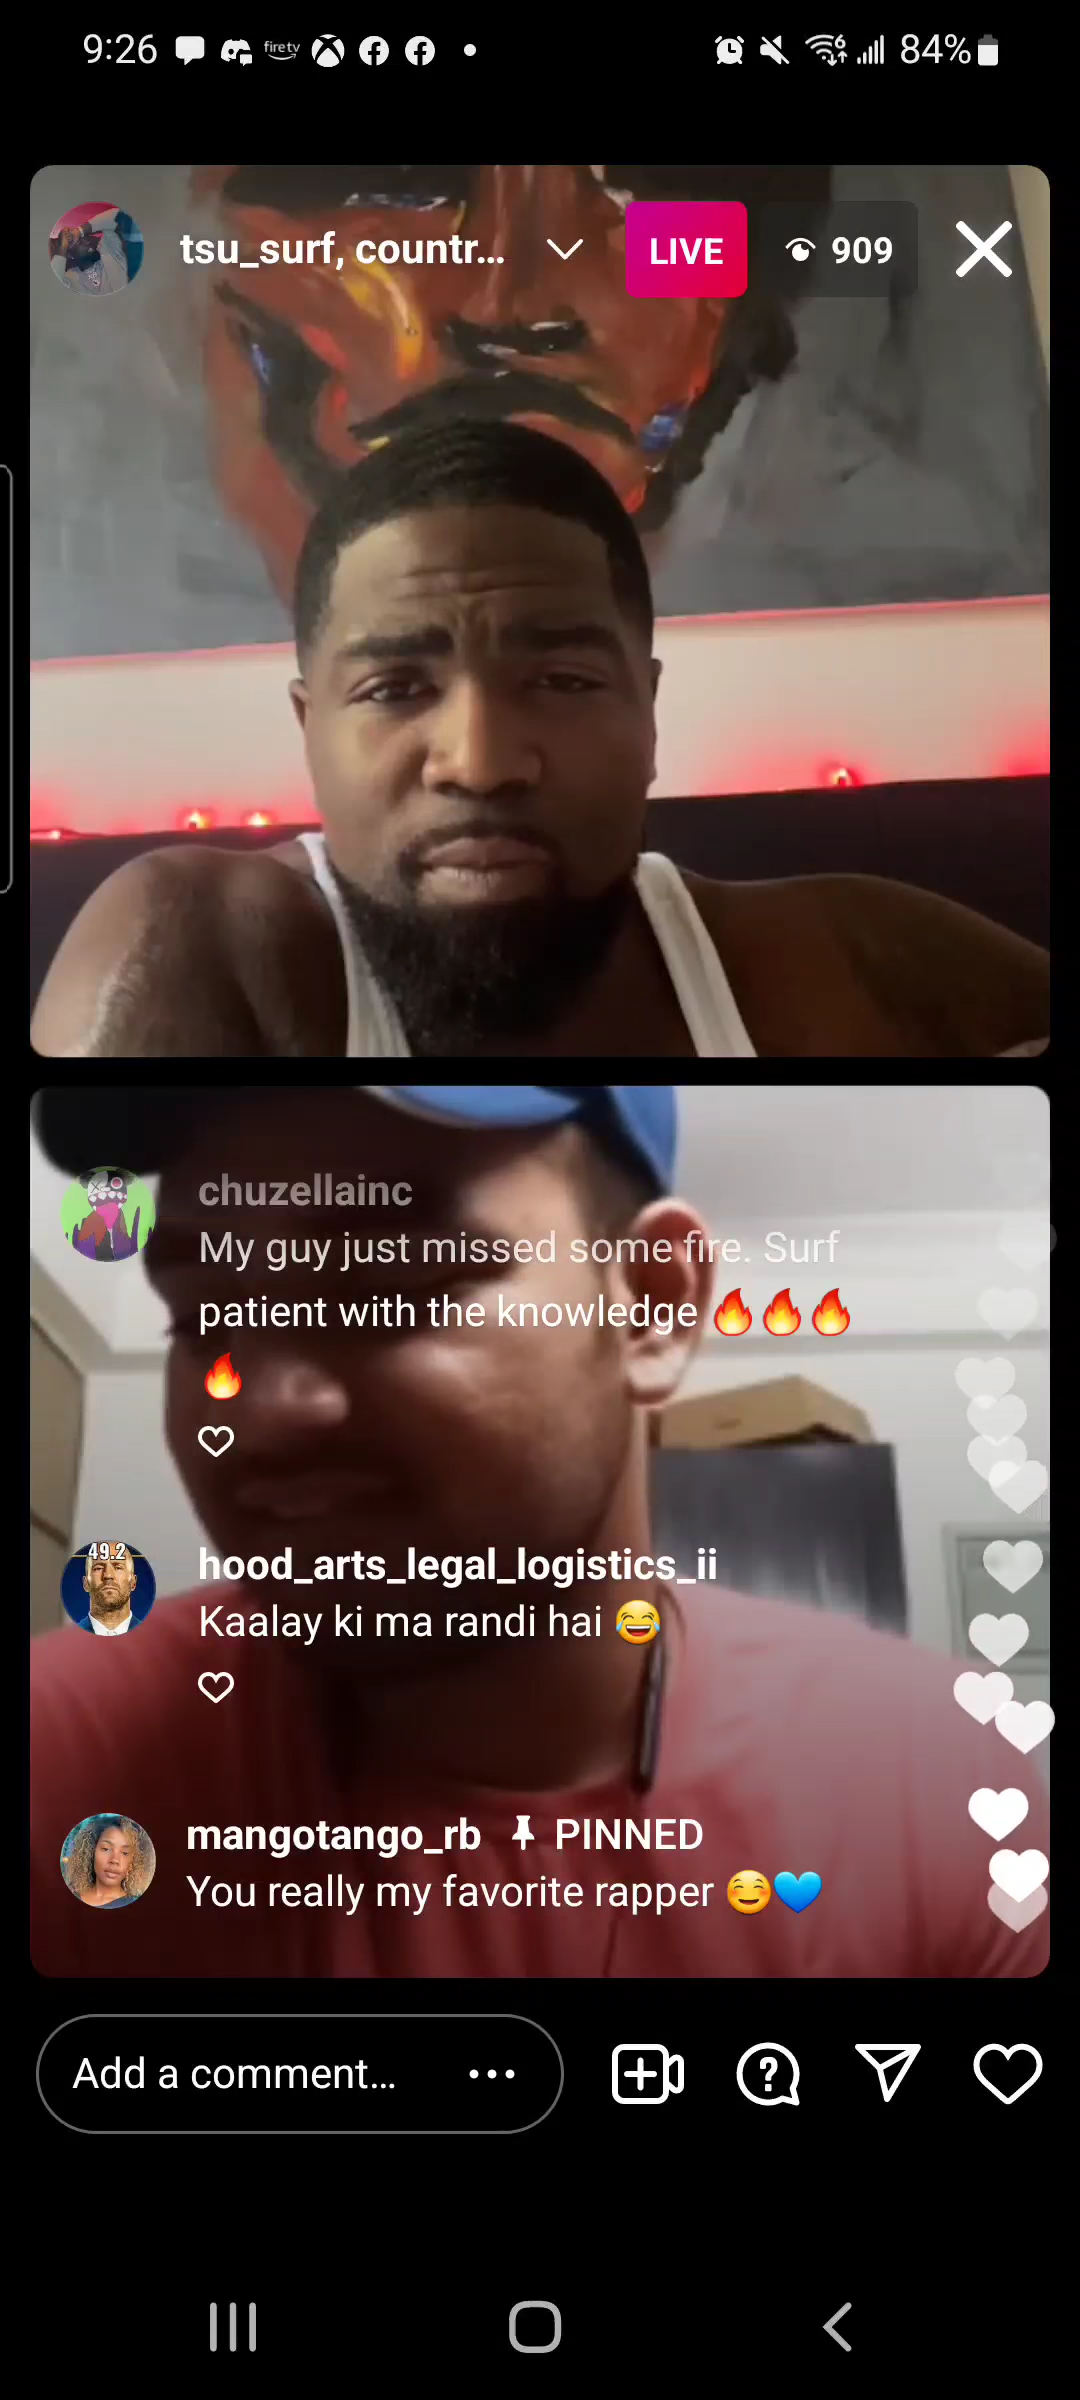 9:26 firetv 84%
tsu_surf, countr... LIVE 909
chuzellainc
My guy just missed some fire. Surf
patient with the knowledge 🔥🔥🔥
🔥
49.2
hood_arts_legal_logistics_ii
Kaalay ki ma randi hai 😂
mangotango_rb PINNED
You really my favorite rapper 😊💙
Add a comment...